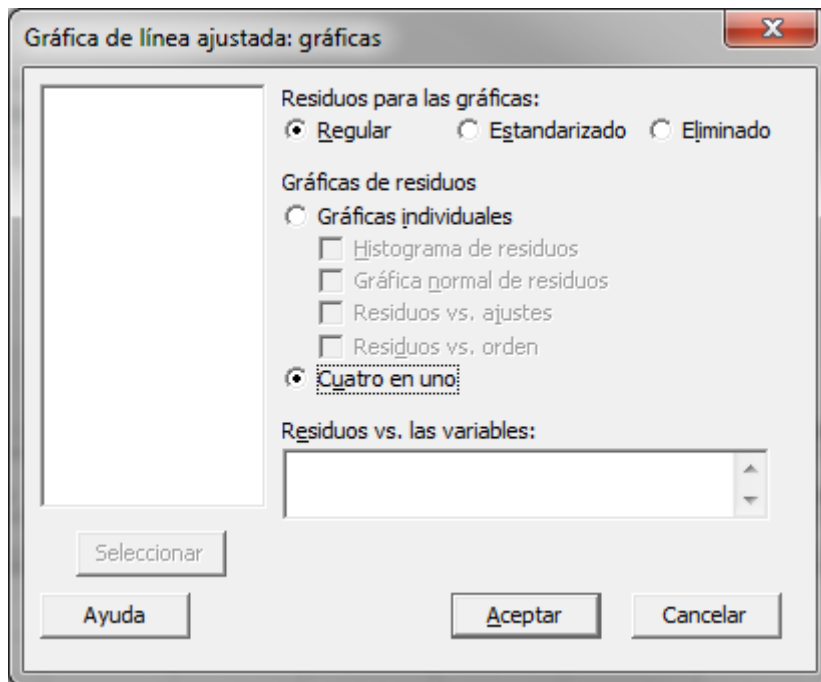 Gráfica de línea ajustada: gráficas
Residuos para las gráficas:
Regular Estandarizado Eliminado
Gráficas de residuos
Gráficas individuales
Histograma de residuos
Gráfica normal de residuos
Residuos vs. ajustes
Residuos vs. orden
Cuatro en uno
Residuos vs. las variables:
Seleccionar
Ayuda Aceptar Cancelar